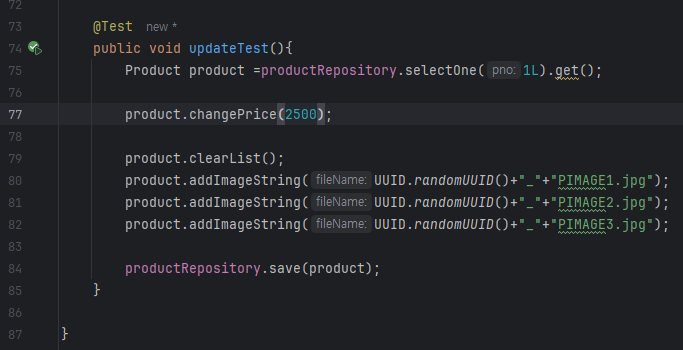 72
73 @Test new *
74 public void updateTest(){
75 Product product =productRepository.selectOne( pno: 1L).get();
76
77 product.changePrice(2500);
78
79 product.clearList();
80 product.addImageString( fileName: UUID.randomUUID()+"_"+"PIMAGE1.jpg");
81 product.addImageString( fileName: UUID.randomUUID()+"_"+"PIMAGE2.jpg");
82 product.addImageString( fileName: UUID.randomUUID()+"_"+"PIMAGE3.jpg");
83
84 productRepository.save(product);
85 }
86
87 }